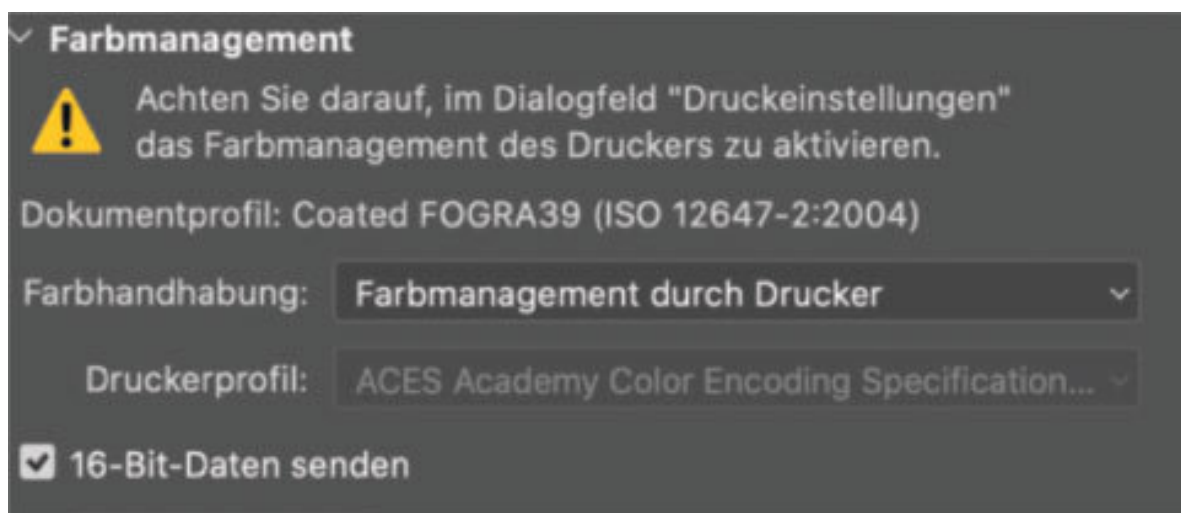 Farbmanagement
Achten Sie darauf, im Dialogfeld "Druckeinstellungen"
das Farbmanagement des Druckers zu aktivieren.
Dokumentprofil: Coated FOGRA39 (ISO 12647-2:2004)
Farbhandhabung: Farbmanagement durch Drucker
Druckerprofil: ACES Academy Color Encoding Specification...
16-Bit-Daten senden